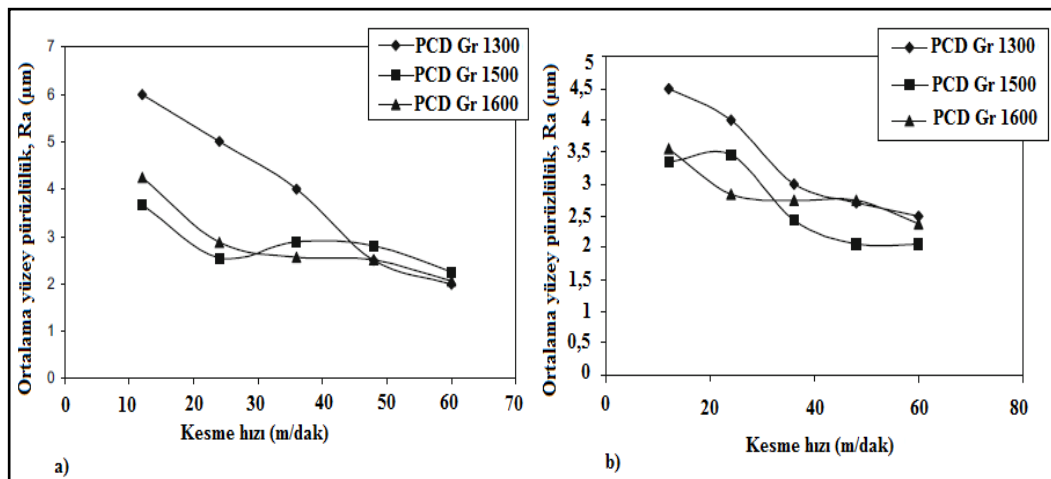 Ortalama yüzey pürüzlülük, Ra (µm)
7
6
5
4
3
2
1
0
0 10 20 30 40 50 60 70
Kesme hızı (m/dak)
PCD Gr 1300
PCD Gr 1500
PCD Gr 1600
a)
Ortalama yüzey pürüzlülük, Ra (µm)
5
4,5
4
3,5
3
2,5
2
1,5
1
0,5
0
0 20 40 60 80
Kesme hızı (m/dak)
PCD Gr 1300
PCD Gr 1500
PCD Gr 1600
b)